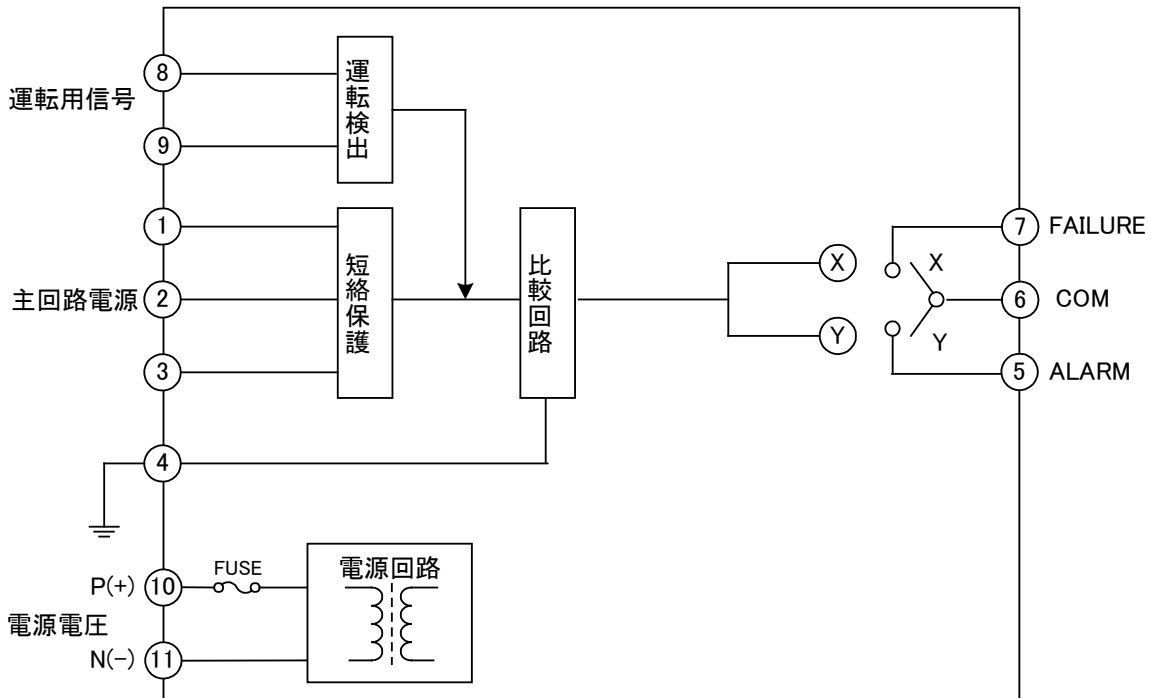 運転用信号
8
9
運転検出
主回路電源
1
2
3
短絡保護
比較回路
X
Y
X
Y
7
FAILURE
6
COM
5
ALARM
4
P(+)
10
FUSE
電源回路
電源電圧
N(−)
11